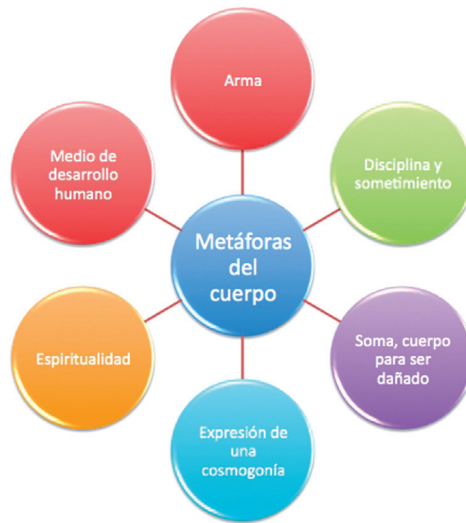 Arma
Disciplina y
sometimiento
Soma, cuerpo
para ser
dañado
Expresión de
una
cosmogonía
Espiritualidad
Medio de
desarrollo
humano
Metáforas
del
cuerpo